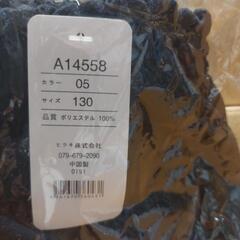 A14558
カラー 05
サイズ 130
品質 ポリエステル 100%
ヒラキ株式会社
079-679-2090
中国製
0191